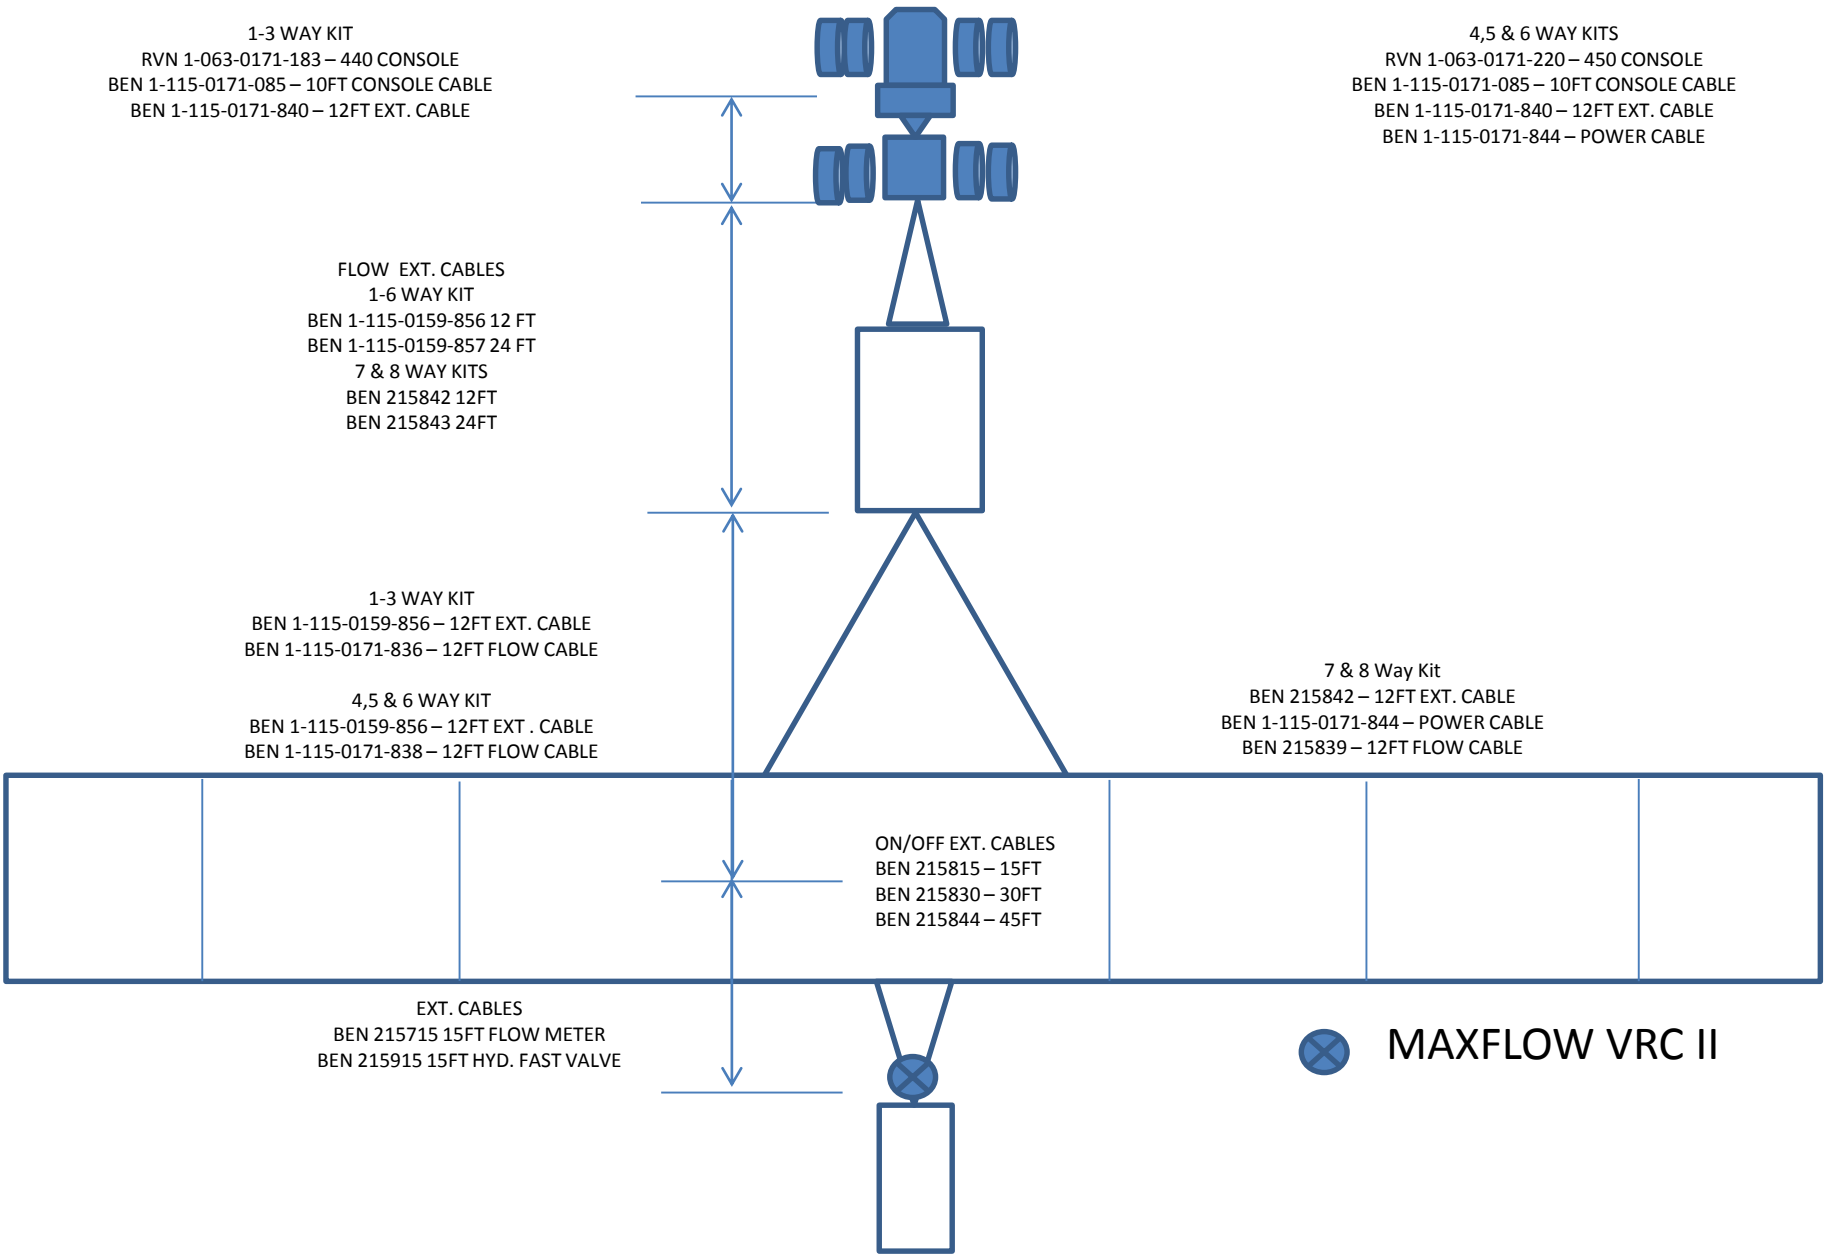 1-3 WAY KIT
RVN 1-063-0171-183 – 440 CONSOLE
BEN 1-115-0171-085 – 10FT CONSOLE CABLE
BEN 1-115-0171-840 – 12FT EXT. CABLE
4,5 & 6 WAY KITS
RVN 1-063-0171-220 – 450 CONSOLE
BEN 1-115-0171-085 – 10FT CONSOLE CABLE
BEN 1-115-0171-840 – 12FT EXT. CABLE
BEN 1-115-0171-844 – POWER CABLE
FLOW EXT. CABLES
1-6 WAY KIT
BEN 1-115-0159-856 12 FT
BEN 1-115-0159-857 24 FT
7 & 8 WAY KITS
BEN 215842 12FT
BEN 215843 24FT
1-3 WAY KIT
BEN 1-115-0159-856 – 12FT EXT. CABLE
BEN 1-115-0171-836 – 12FT FLOW CABLE
4,5 & 6 WAY KIT
BEN 1-115-0159-856 – 12FT EXT . CABLE
BEN 1-115-0171-838 – 12FT FLOW CABLE
7 & 8 Way Kit
BEN 215842 – 12FT EXT. CABLE
BEN 1-115-0171-844 – POWER CABLE
BEN 215839 – 12FT FLOW CABLE
ON/OFF EXT. CABLES
BEN 215815 – 15FT
BEN 215830 – 30FT
BEN 215844 – 45FT
EXT. CABLES
BEN 215715 15FT FLOW METER
BEN 215915 15FT HYD. FAST VALVE
MAXFLOW VRC II